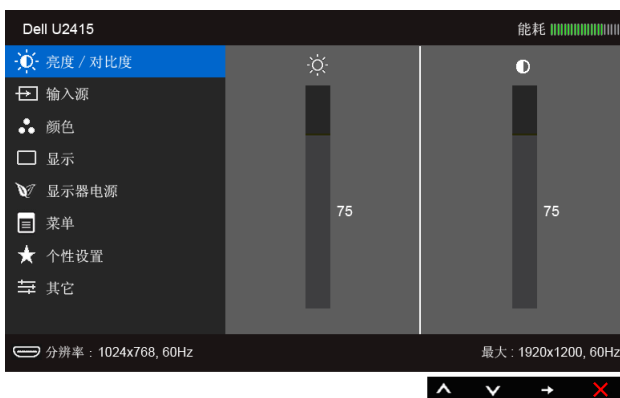 Dell U2415
能耗
亮度 / 对比度
输入源
颜色
显示
显示器电源
菜单
个性设置
其它
75
75
分辨率 : 1024x768, 60Hz
最大 : 1920x1200, 60Hz